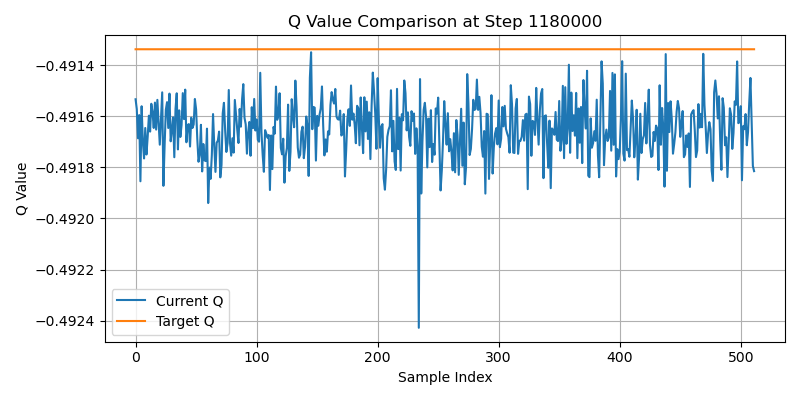 Q Value Comparison at Step 1180000
Q Value
−0.4914
−0.4916
−0.4918
−0.4920
−0.4922
−0.4924
Current Q
Target Q
0
100
200
300
400
500
Sample Index